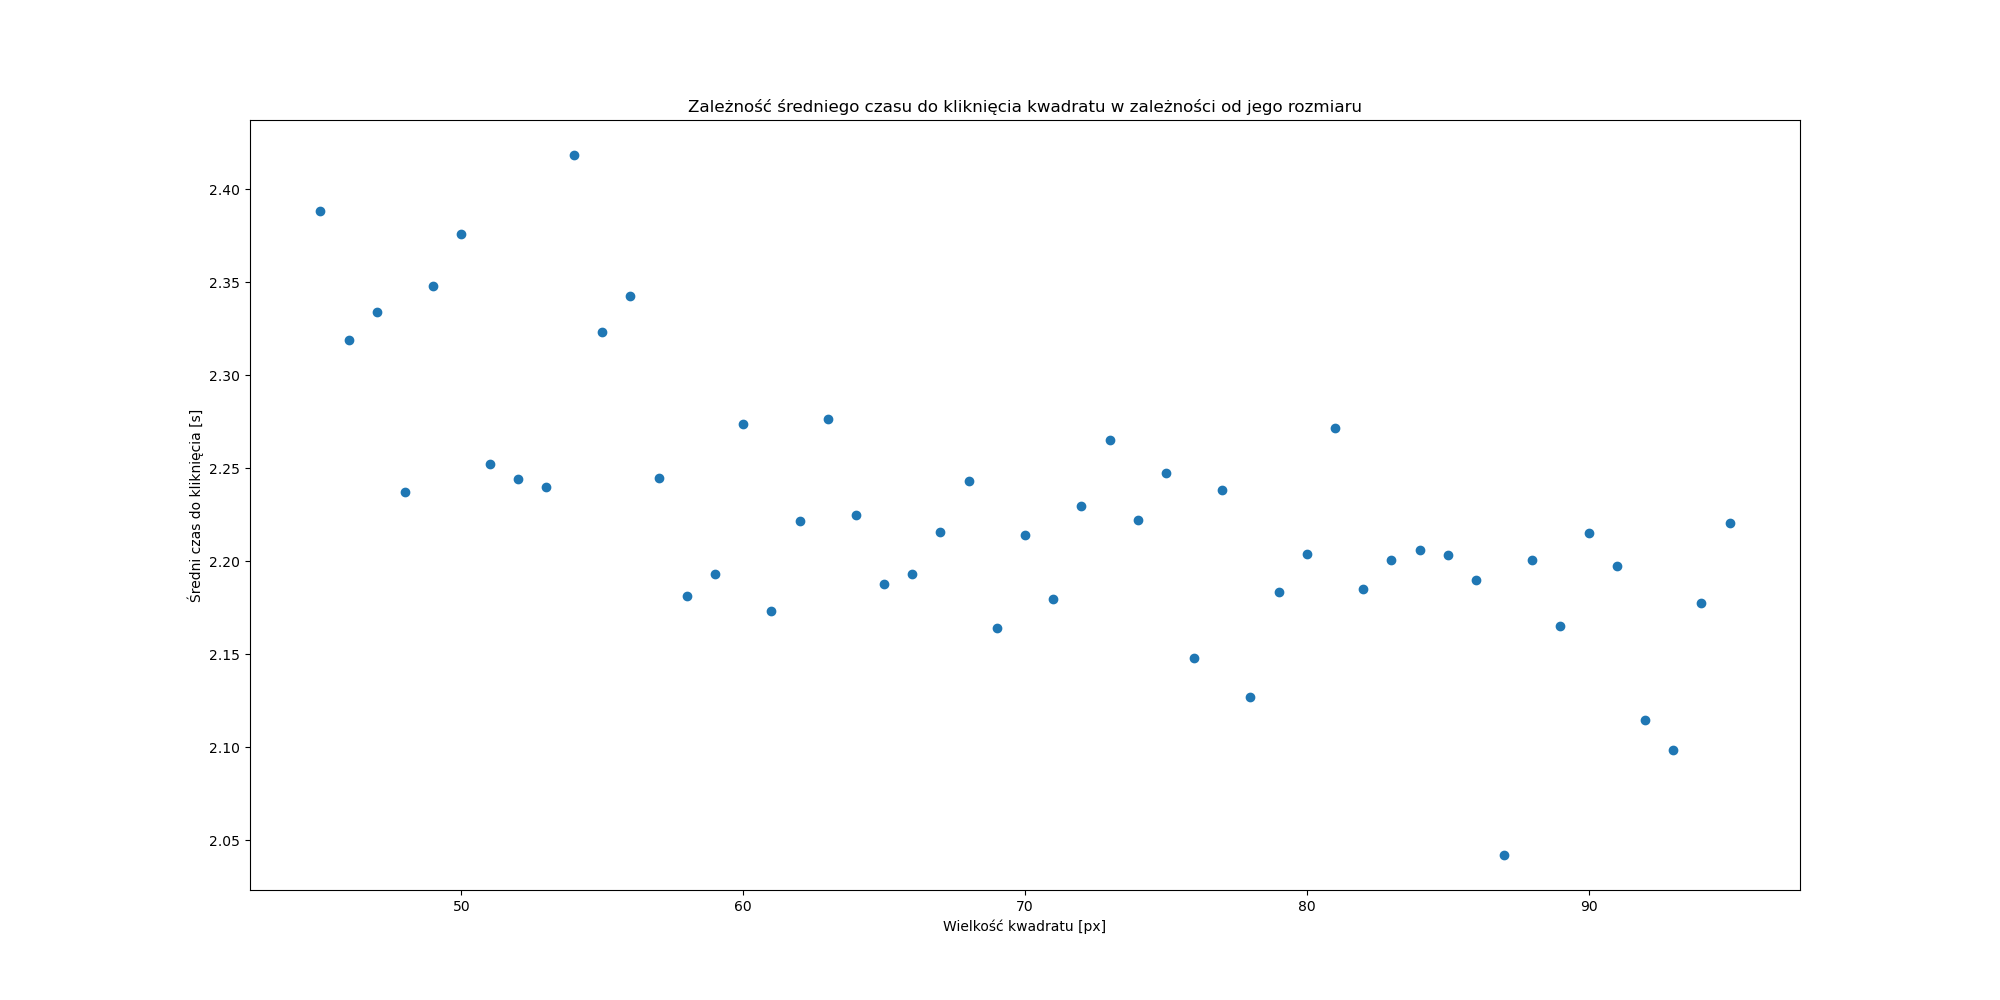 Zależność średniego czasu do kliknięcia kwadratu w zależności od jego rozmiaru
Średni czas do kliknięcia [s]
2.40
2.35
2.30
2.25
2.20
2.15
2.10
2.05
50 60 70 80 90
Wielkość kwadratu [px]